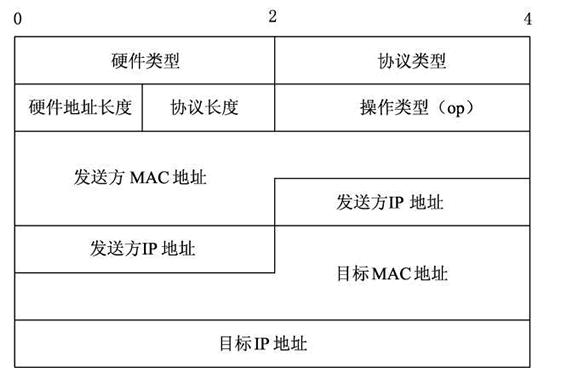 0 2 4
硬件类型 协议类型
硬件地址长度 协议长度 操作类型（op）
发送方 MAC 地址
发送方IP 地址
发送方IP 地址
目标MAC 地址
目标 IP 地址